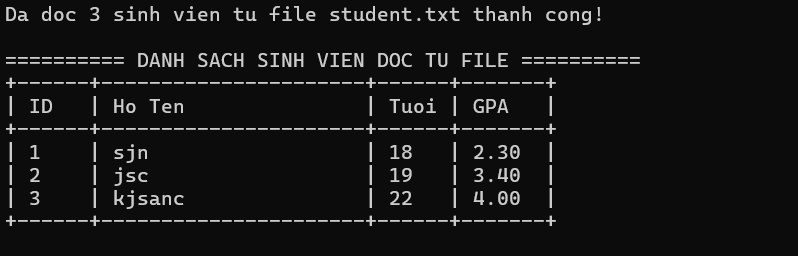 Da doc 3 sinh vien tu file student.txt thanh cong!
========== DANH SACH SINH VIEN DOC TU FILE ==========
+------+----------------------+------+-------+
| ID   | Ho Ten               | Tuoi | GPA   |
+------+----------------------+------+-------+
| 1    | sjn                  | 18   | 2.30  |
| 2    | jsc                  | 19   | 3.40  |
| 3    | kjsanc               | 22   | 4.00  |
+------+----------------------+------+-------+